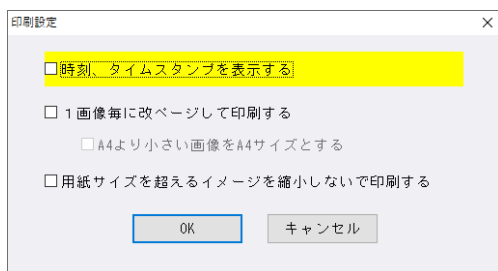 印刷設定
時刻、タイムスタンプを表示する
1画像毎に改ページして印刷する
A4より小さい画像をA4サイズとする
用紙サイズを超えるイメージを縮小しないで印刷する
OK キャンセル